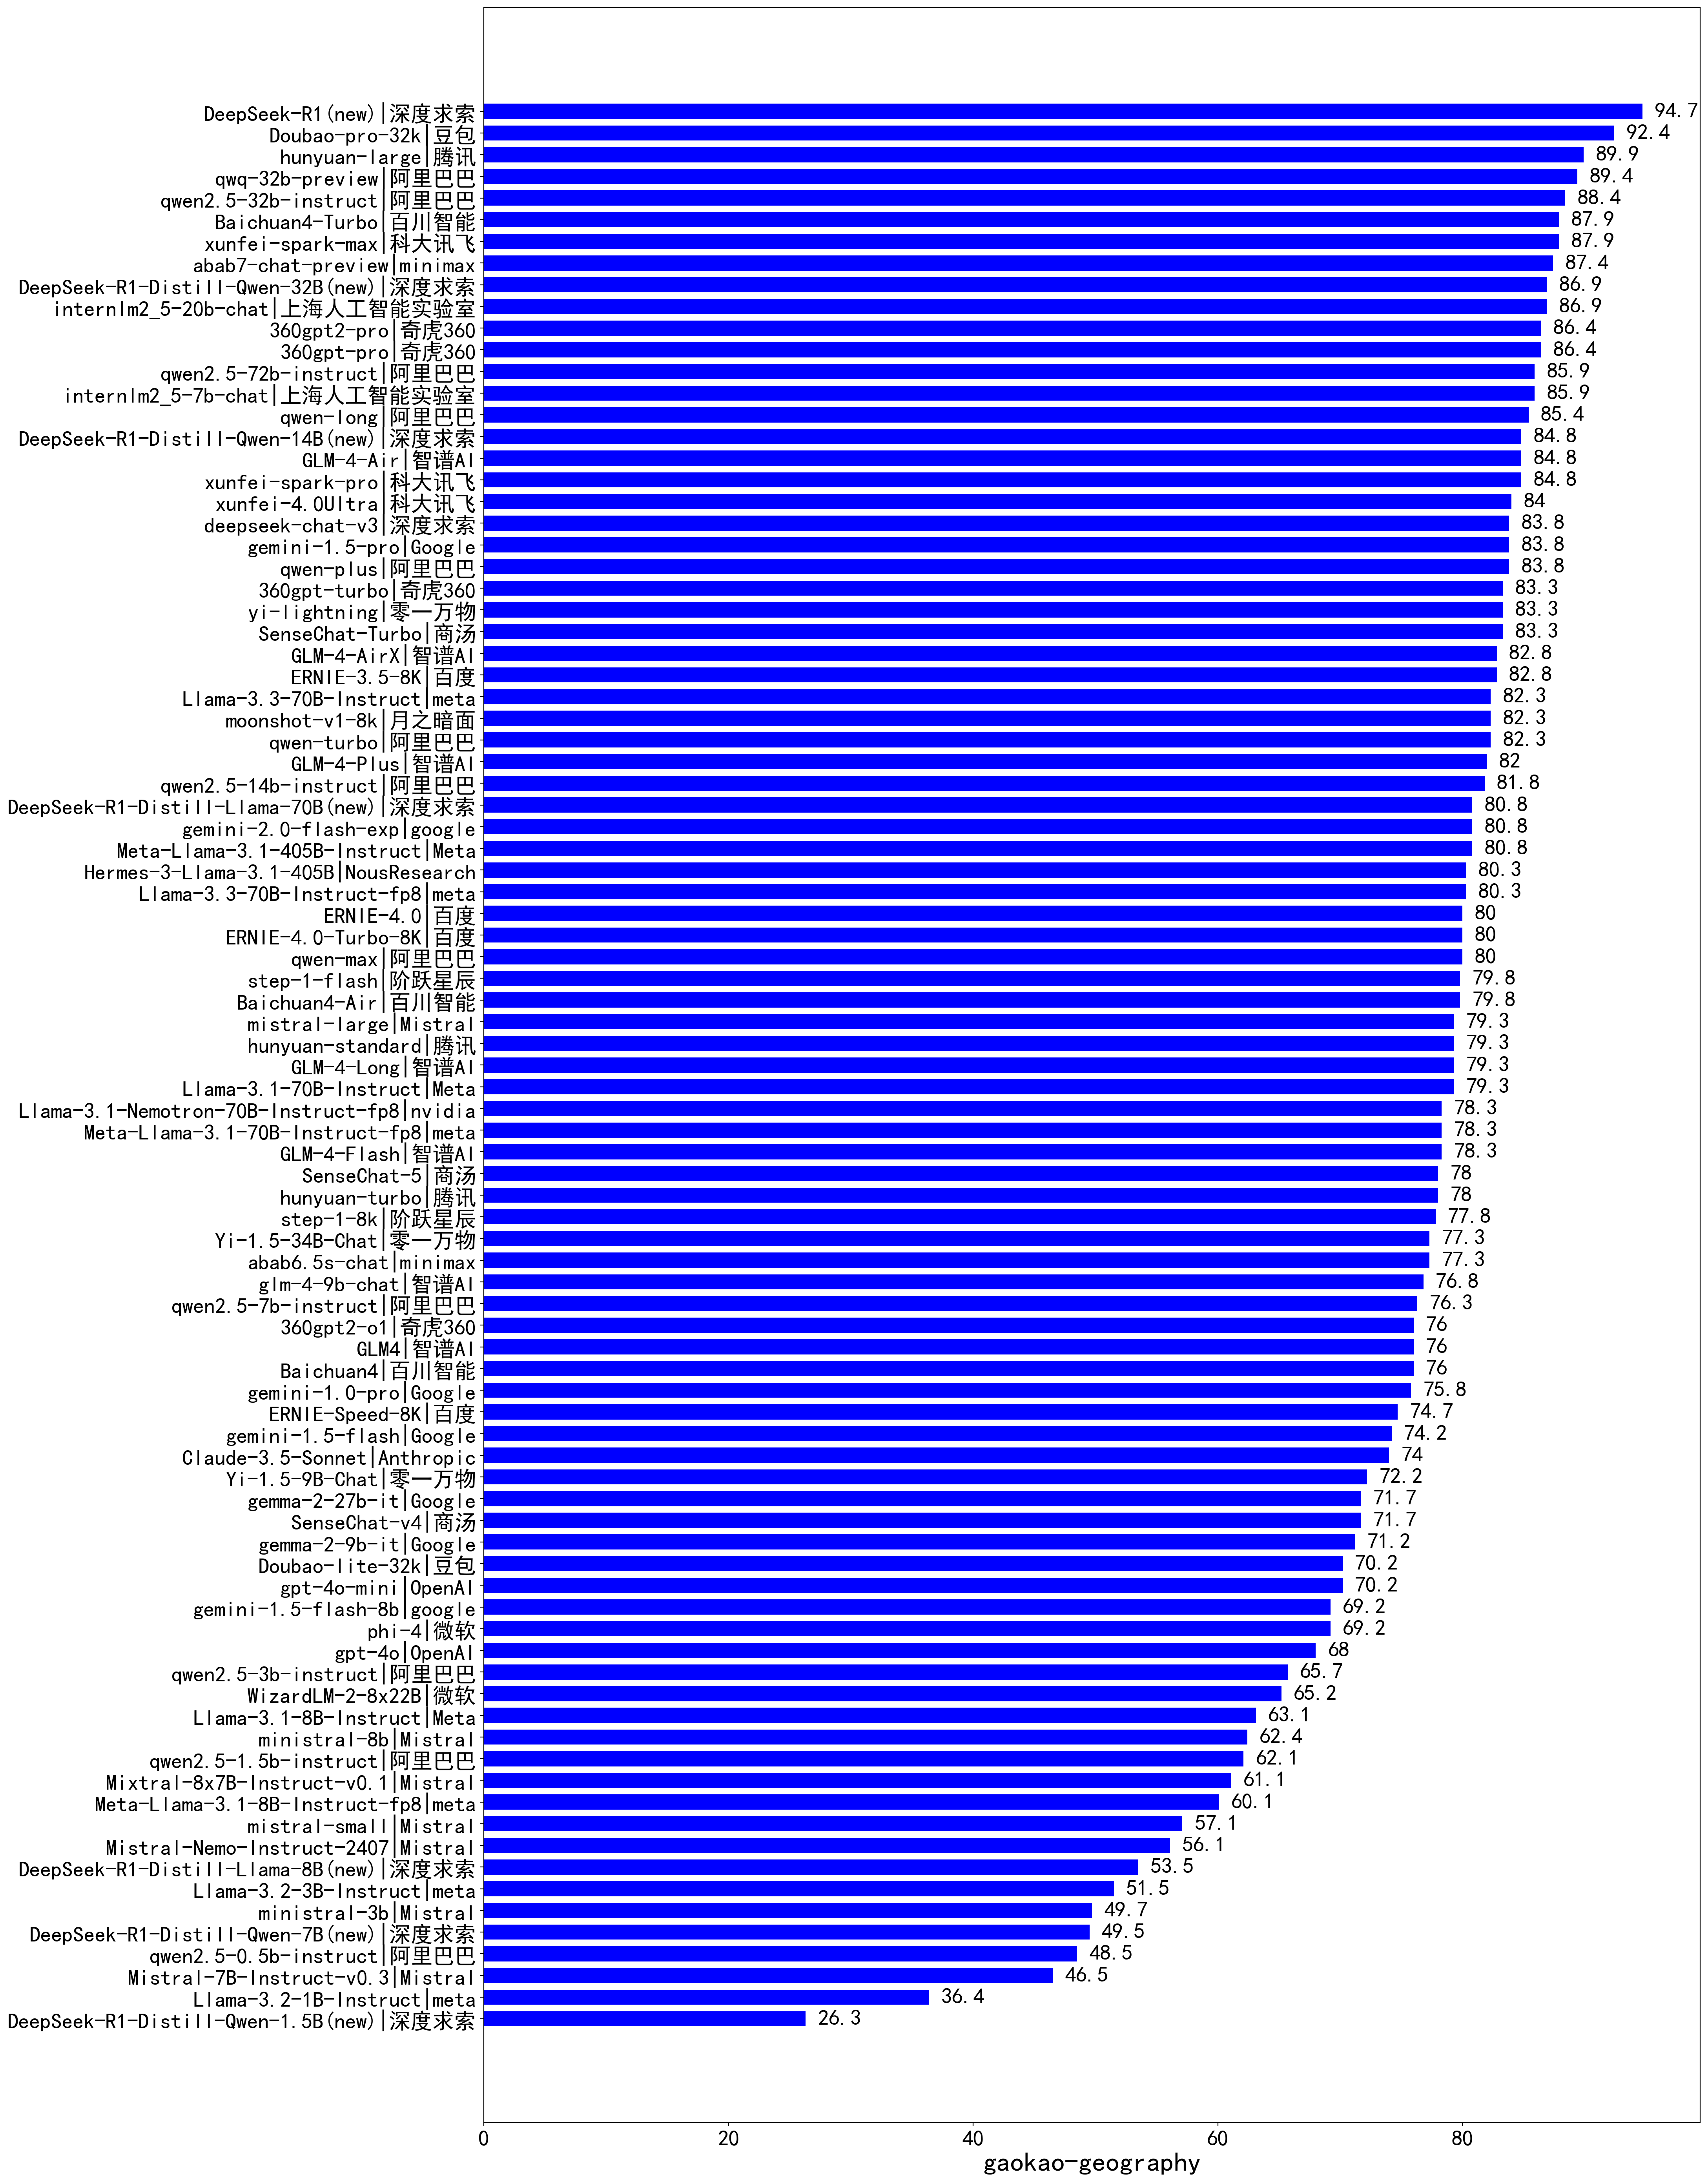 DeepSeek-R1(new)|深度求索 94.7
Doubao-pro-32k|豆包 92.4
hunyuan-large|腾讯 89.9
qwq-32b-preview|阿里巴巴 89.4
qwen2.5-32b-instruct|阿里巴巴 88.4
Baichuan4-Turbo|百川智能 87.9
xunfei-spark-max|科大讯飞 87.9
abab7-chat-preview|minimax 87.4
DeepSeek-R1-Distill-Qwen-32B(new)|深度求索 86.9
internlm2_5-20b-chat|上海人工智能实验室 86.9
360gpt2-pro|奇虎360 86.4
360gpt-pro|奇虎360 86.4
qwen2.5-72b-instruct|阿里巴巴 85.9
internlm2_5-7b-chat|上海人工智能实验室 85.9
qwen-long|阿里巴巴 85.4
DeepSeek-R1-Distill-Qwen-14B(new)|深度求索 84.8
GLM-4-Air|智谱AI 84.8
xunfei-spark-pro|科大讯飞 84.8
xunfei-4.0Ultra|科大讯飞 84
deepseek-chat-v3|深度求索 83.8
gemini-1.5-pro|Google 83.8
qwen-plus|阿里巴巴 83.8
360gpt-turbo|奇虎360 83.3
yi-lightning|零一万物 83.3
SenseChat-Turbo|商汤 83.3
GLM-4-AirX|智谱AI 82.8
ERNIE-3.5-8K|百度 82.8
Llama-3.3-70B-Instruct|meta 82.3
moonshot-v1-8k|月之暗面 82.3
qwen-turbo|阿里巴巴 82.3
GLM-4-Plus|智谱AI 82
qwen2.5-14b-instruct|阿里巴巴 81.8
DeepSeek-R1-Distill-Llama-70B(new)|深度求索 80.8
gemini-2.0-flash-exp|google 80.8
Meta-Llama-3.1-405B-Instruct|Meta 80.8
Hermes-3-Llama-3.1-405B|NousResearch 80.3
Llama-3.3-70B-Instruct-fp8|meta 80.3
ERNIE-4.0|百度 80
ERNIE-4.0-Turbo-8K|百度 80
qwen-max|阿里巴巴 80
step-1-flash|阶跃星辰 79.8
Baichuan4-Air|百川智能 79.8
mistral-large|Mistral 79.3
hunyuan-standard|腾讯 79.3
GLM-4-Long|智谱AI 79.3
Llama-3.1-70B-Instruct|Meta 79.3
Llama-3.1-Nemotron-70B-Instruct-fp8|nvidia 78.3
Meta-Llama-3.1-70B-Instruct-fp8|meta 78.3
GLM-4-Flash|智谱AI 78.3
SenseChat-5|商汤 78
hunyuan-turbo|腾讯 78
step-1-8k|阶跃星辰 77.8
Yi-1.5-34B-Chat|零一万物 77.3
abab6.5s-chat|minimax 77.3
glm-4-9b-chat|智谱AI 76.8
qwen2.5-7b-instruct|阿里巴巴 76.3
360gpt2-o1|奇虎360 76
GLM4|智谱AI 76
Baichuan4|百川智能 76
gemini-1.0-pro|Google 75.8
ERNIE-Speed-8K|百度 74.7
gemini-1.5-flash|Google 74.2
Claude-3.5-Sonnet|Anthropic 74
Yi-1.5-9B-Chat|零一万物 72.2
gemma-2-27b-it|Google 71.7
SenseChat-v4|商汤 71.7
gemma-2-9b-it|Google 71.2
Doubao-lite-32k|豆包 70.2
gpt-4o-mini|OpenAI 70.2
gemini-1.5-flash-8b|google 69.2
phi-4|微软 69.2
gpt-4o|OpenAI 68
qwen2.5-3b-instruct|阿里巴巴 65.7
WizardLM-2-8x22B|微软 65.2
Llama-3.1-8B-Instruct|Meta 63.1
ministral-8b|Mistral 62.4
qwen2.5-1.5b-instruct|阿里巴巴 62.1
Mixtral-8x7B-Instruct-v0.1|Mistral 61.1
Meta-Llama-3.1-8B-Instruct-fp8|meta 60.1
mistral-small|Mistral 57.1
Mistral-Nemo-Instruct-2407|Mistral 56.1
DeepSeek-R1-Distill-Llama-8B(new)|深度求索 53.5
Llama-3.2-3B-Instruct|meta 51.5
ministral-3b|Mistral 49.7
DeepSeek-R1-Distill-Qwen-7B(new)|深度求索 49.5
qwen2.5-0.5b-instruct|阿里巴巴 48.5
Mistral-7B-Instruct-v0.3|Mistral 46.5
Llama-3.2-1B-Instruct|meta 36.4
DeepSeek-R1-Distill-Qwen-1.5B(new)|深度求索 26.3
0 20 40 60 80
gaokao-geography